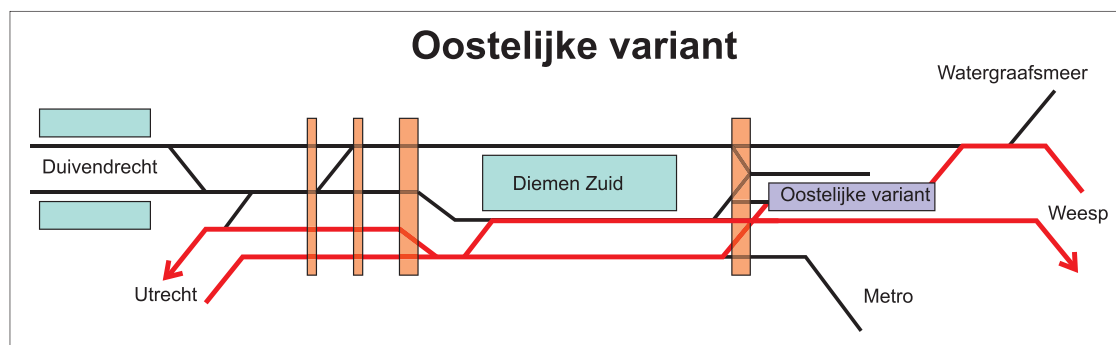 Oostelijke variant
Watergraafsmeer
Duivendrecht
Diemen Zuid
Oostelijke variant
Weesp
Utrecht
Metro